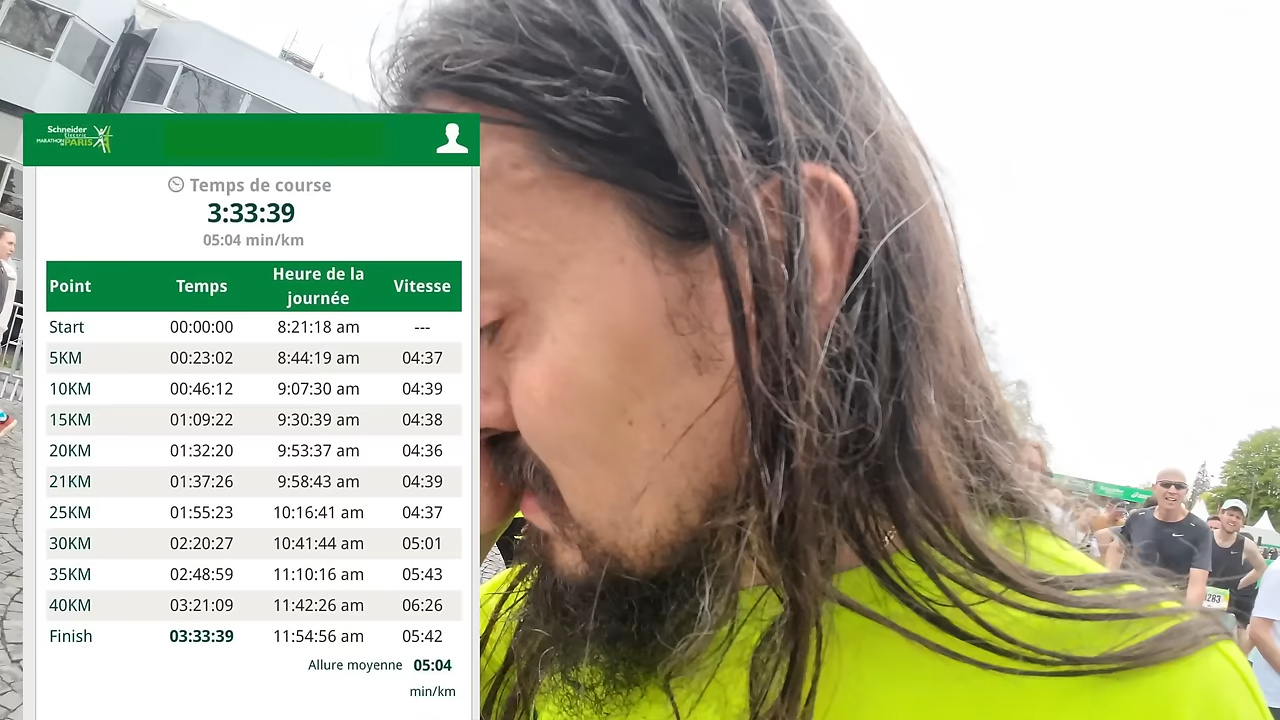 Schneider
Electric
MARATHON
DE PARIS
Temps de course
3:33:39
05:04 min/km
Point Temps Heure de la journée Vitesse
Start 00:00:00 8:21:18 am ---
5KM 00:23:02 8:44:19 am 04:37
10KM 00:46:12 9:07:30 am 04:39
15KM 01:09:22 9:30:39 am 04:38
20KM 01:32:20 9:53:37 am 04:36
21KM 01:37:26 9:58:43 am 04:39
25KM 01:55:23 10:16:41 am 04:37
30KM 02:20:27 10:41:44 am 05:01
35KM 02:48:59 11:10:16 am 05:43
40KM 03:21:09 11:42:26 am 06:26
Finish 03:33:39 11:54:56 am 05:42
Allure moyenne 05:04
min/km